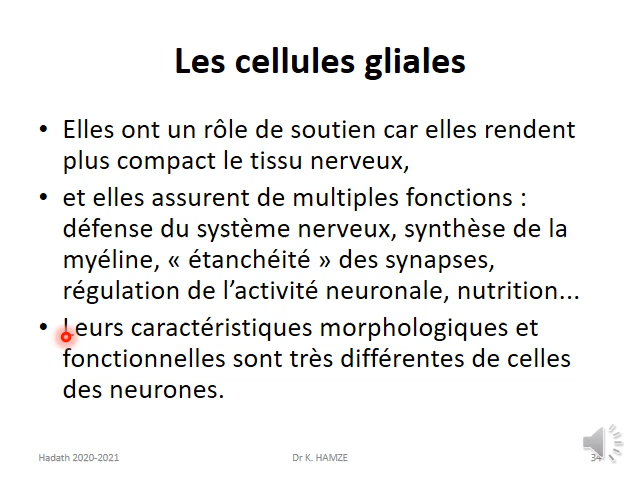 Les cellules gliales
• Elles ont un rôle de soutien car elles rendent
plus compact le tissu nerveux,
• et elles assurent de multiples fonctions :
défense du système nerveux, synthèse de la
myéline, « étanchéité » des synapses,
régulation de l’activité neuronale, nutrition...
• Leurs caractéristiques morphologiques et
fonctionnelles sont très différentes de celles
des neurones.
Hadath 2020-2021
Dr K. HAMZE
34